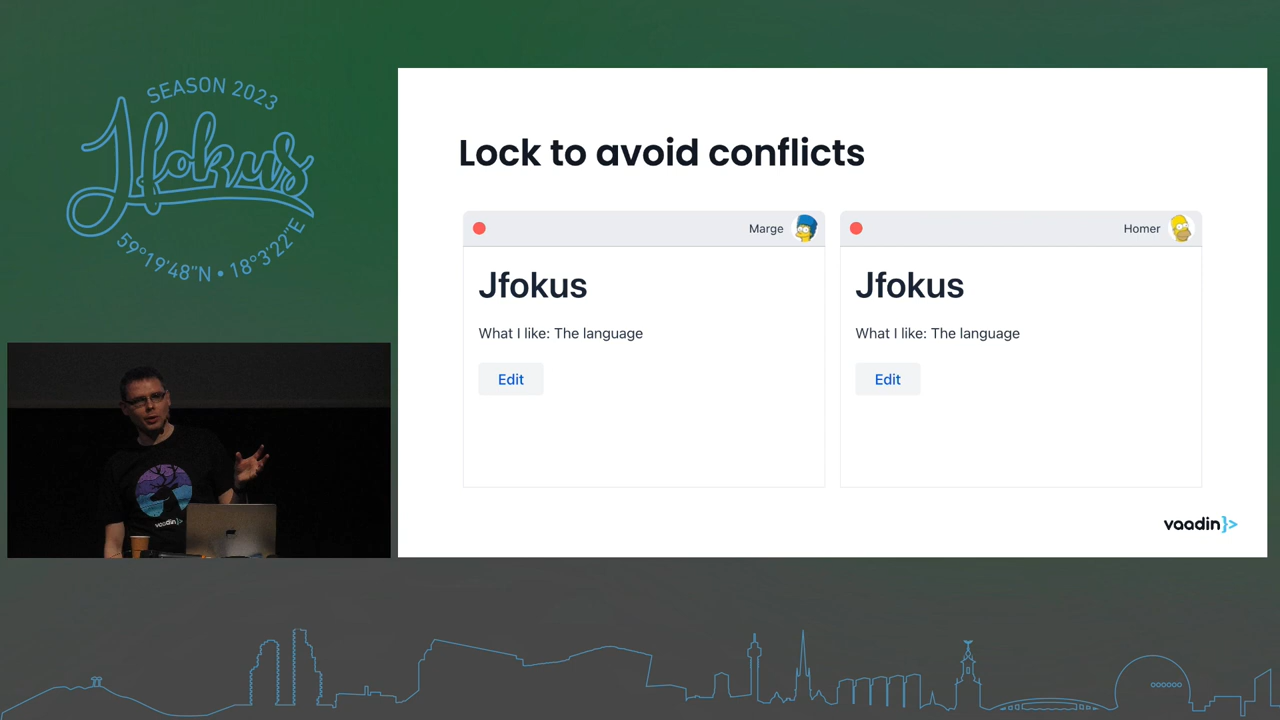 SEASON 2023
Jfokus
59°19'48"N • 18°3'22"E
Lock to avoid conflicts
Marge
Jfokus
What I like: The language
Edit
Homer
Jfokus
What I like: The language
Edit
vaadin}>
vaadin}>